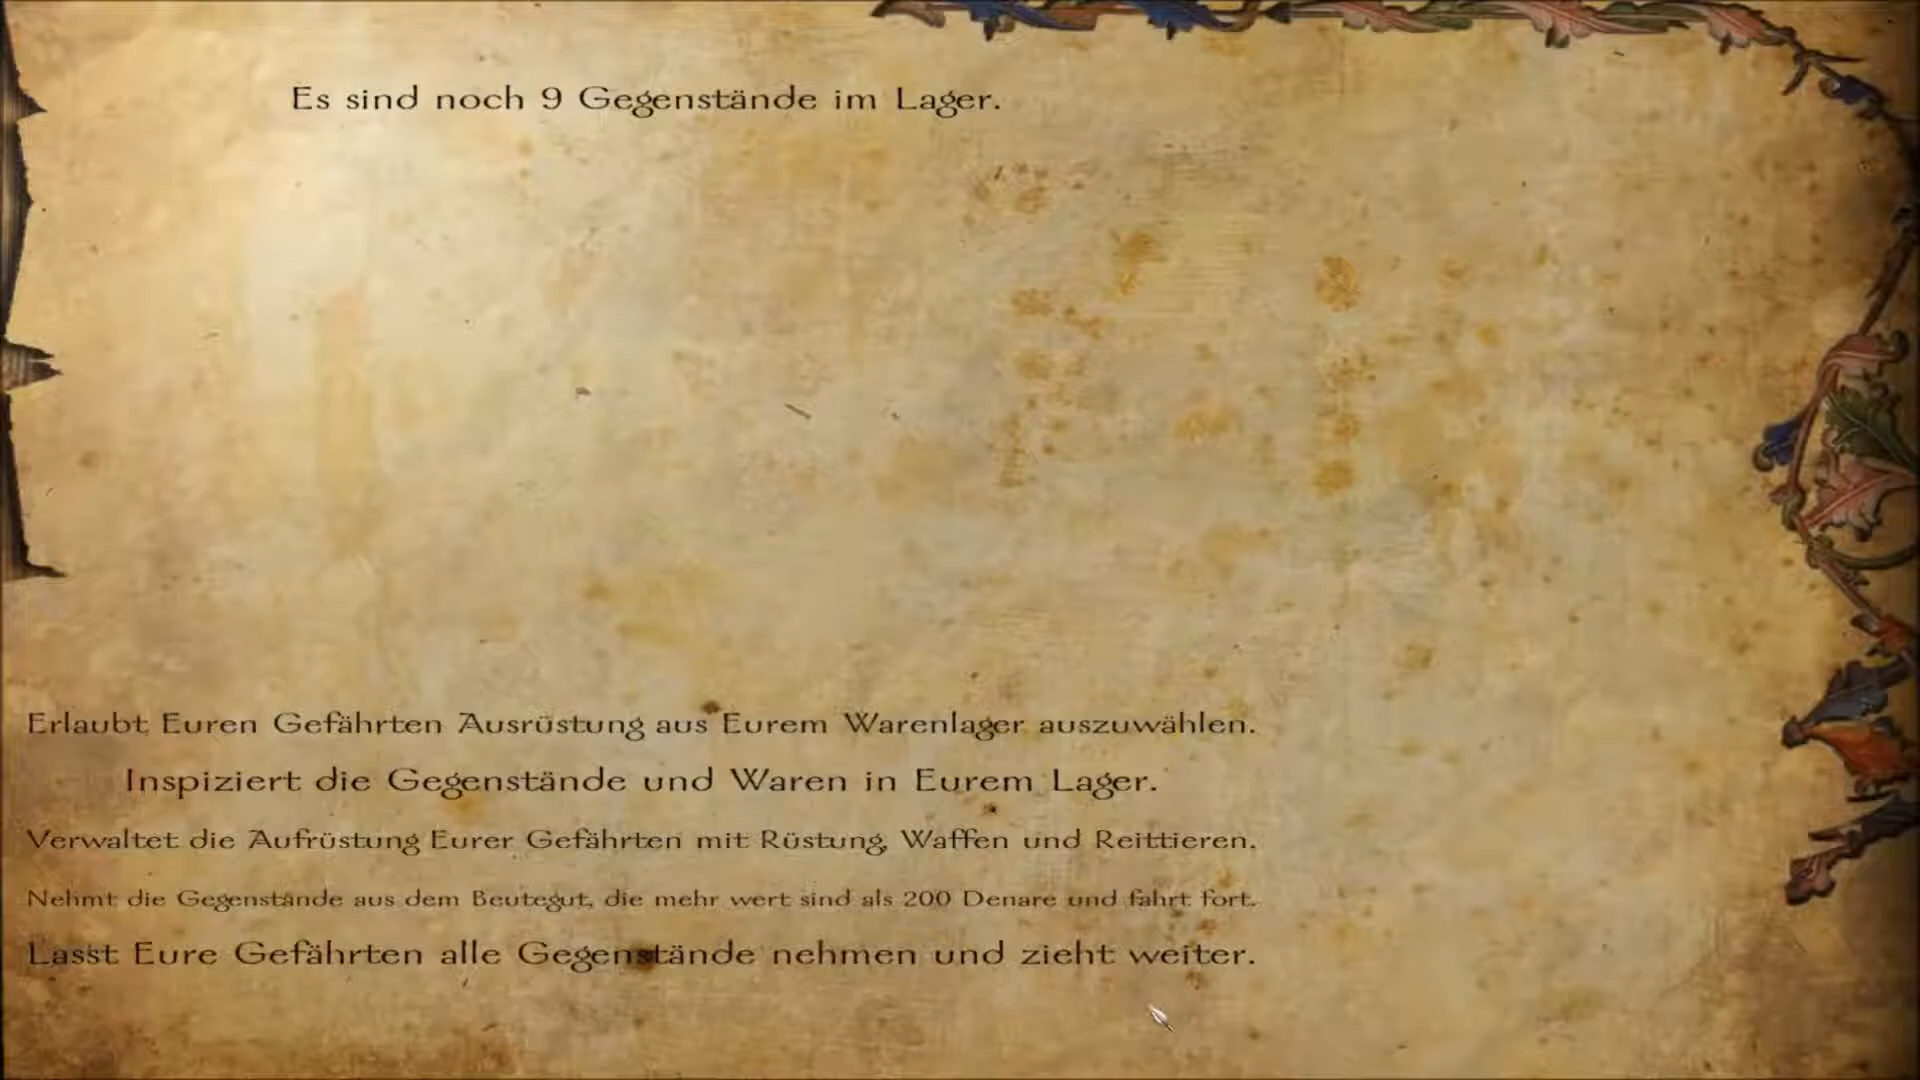 Es sind noch 9 Gegenstände im Lager.
Erlaubt Euren Gefährten Ausrüstung aus Eurem Warenlager auszuwählen.
Inspiziert die Gegenstände und Waren in Eurem Lager.
Verwaltet die Aufrüstung Eurer Gefährten mit Rüstung, Waffen und Reittieren.
Nehmt die Gegenstände aus dem Beutegut, die mehr wert sind als 200 Denare und fahrt fort.
Lasst Eure Gefährten alle Gegenstände nehmen und zieht weiter.